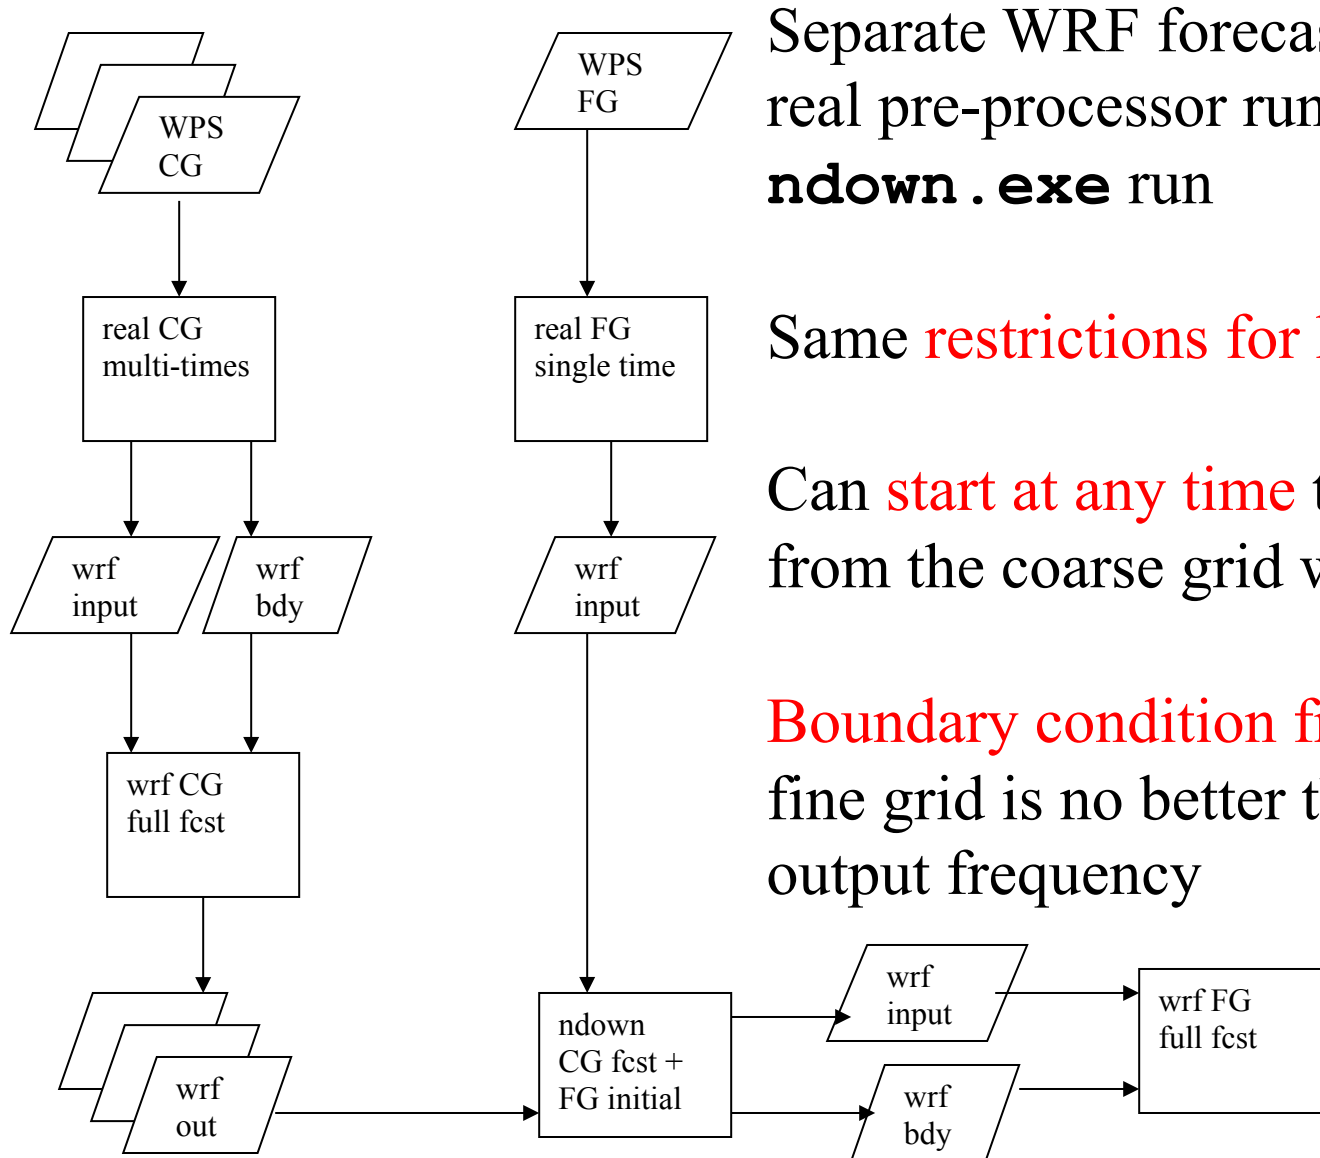 WPS
CG
WPS
FG
Separate WRF
real pre-processor
ndown.exe run
real CG
multi-times
real FG
single time
Same restrictions for
Can start at any time
from the coarse grid
wrf
input
wrf
bdy
wrf
input
Boundary condition
fine grid is no better
output frequency
wrf CG
full fcst
wrf
out
ndown
CG fcst +
FG initial
wrf
input
wrf
bdy
wrf FG
full fcst